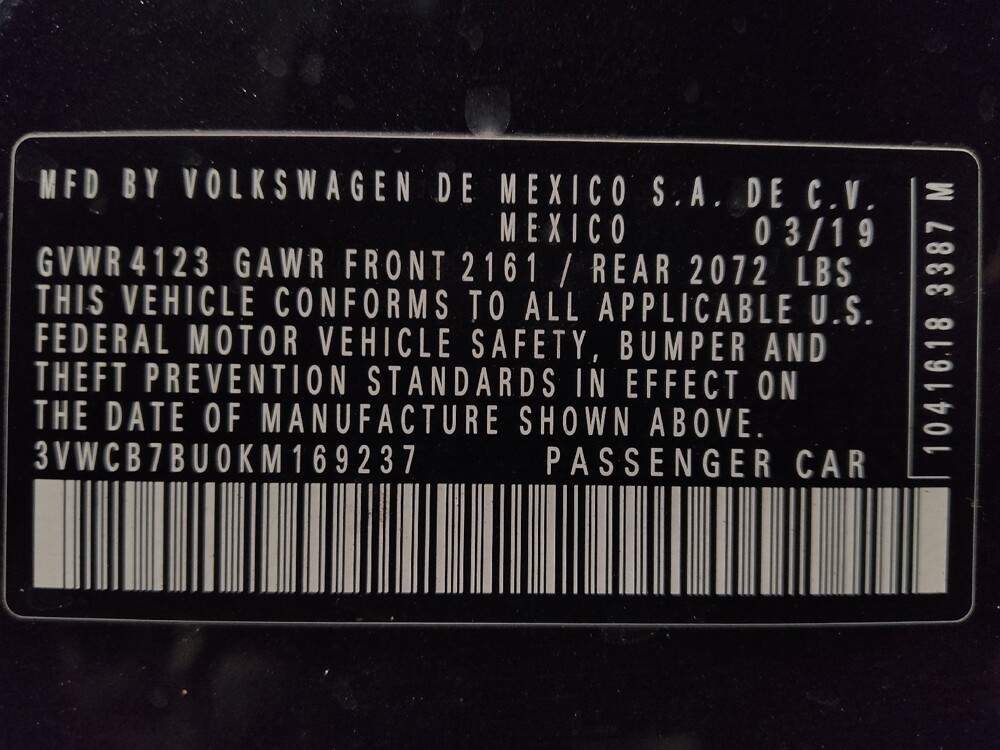 MFD BY VOLKSWAGEN DE MEXICO S.A. DE C.V.
MEXICO 03/19
GVWR 4123 GAWR FRONT 2161 / REAR 2072 LBS
THIS VEHICLE CONFORMS TO ALL APPLICABLE U.S.
FEDERAL MOTOR VEHICLE SAFETY, BUMPER AND
THEFT PREVENTION STANDARDS IN EFFECT ON
THE DATE OF MANUFACTURE SHOWN ABOVE.
3VWCB7BU0KM169237 PASSENGER CAR
1041618 3387 M